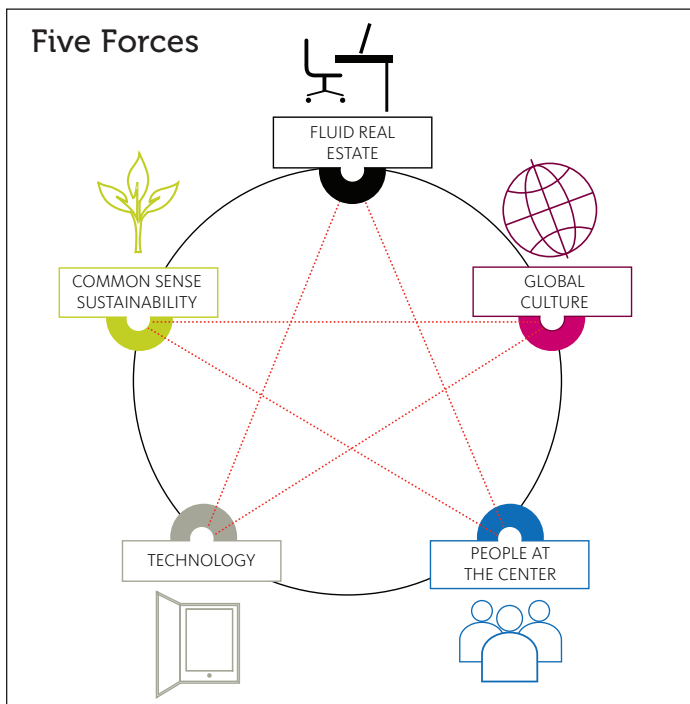 Five Forces
FLUID REAL
ESTATE
COMMON SENSE
SUSTAINABILITY
GLOBAL
CULTURE
TECHNOLOGY
PEOPLE AT
THE CENTER